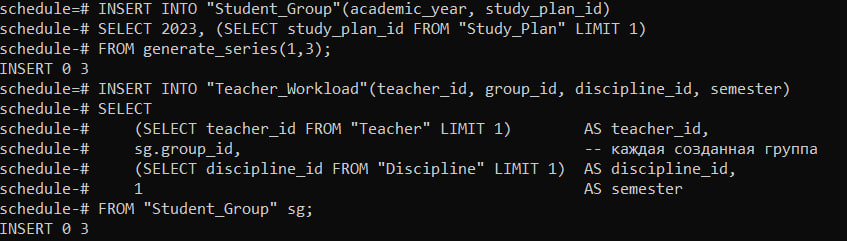 schedule=# INSERT INTO "Student_Group"(academic_year, study_plan_id)
schedule-# SELECT 2023, (SELECT study_plan_id FROM "Study_Plan" LIMIT 1)
schedule-# FROM generate_series(1,3);
INSERT 0 3
schedule=# INSERT INTO "Teacher_Workload"(teacher_id, group_id, discipline_id, semester)
schedule-# SELECT
schedule-#     (SELECT teacher_id FROM "Teacher" LIMIT 1)          AS teacher_id,
schedule-#     sg.group_id,                                        -- каждая созданная группа
schedule-#     (SELECT discipline_id FROM "Discipline" LIMIT 1)    AS discipline_id,
schedule-#     1                                                   AS semester
schedule-# FROM "Student_Group" sg;
INSERT 0 3